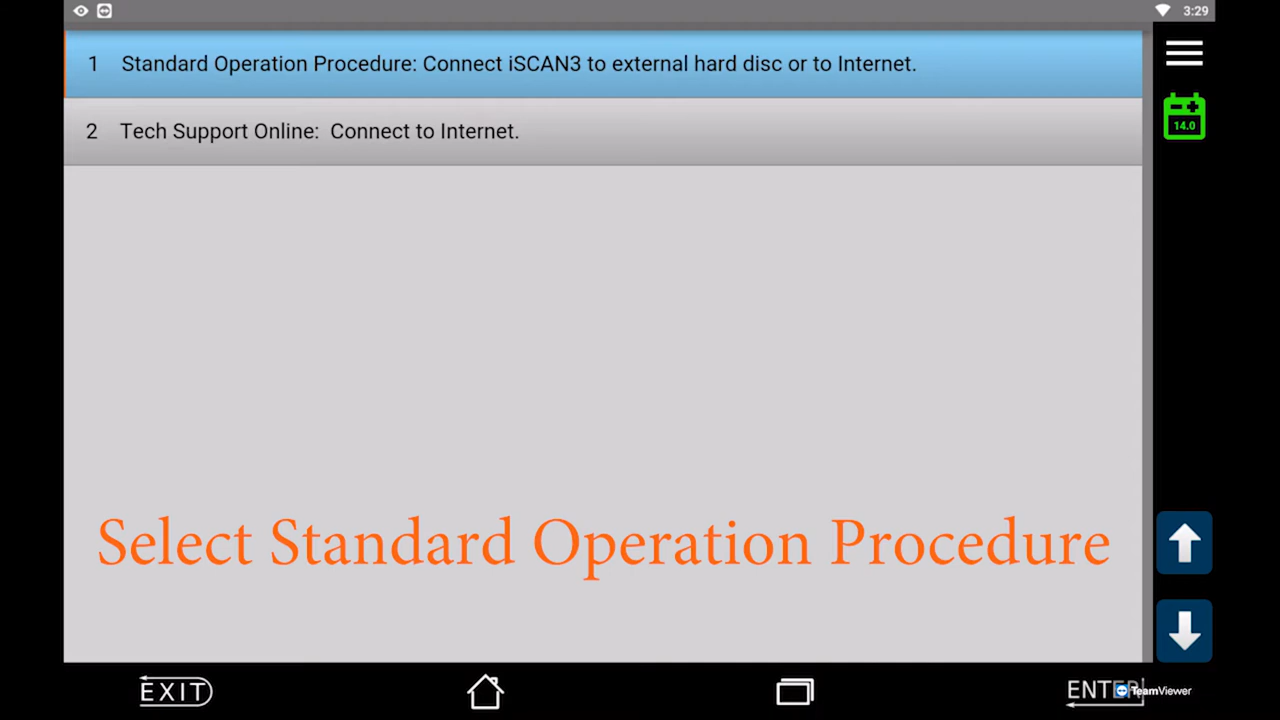 3:29
1 Standard Operation Procedure: Connect iSCAN3 to external hard disc or to Internet.
14.0
2 Tech Support Online: Connect to Internet.
Select Standard Operation Procedure
EXIT
ENTER
TeamViewer